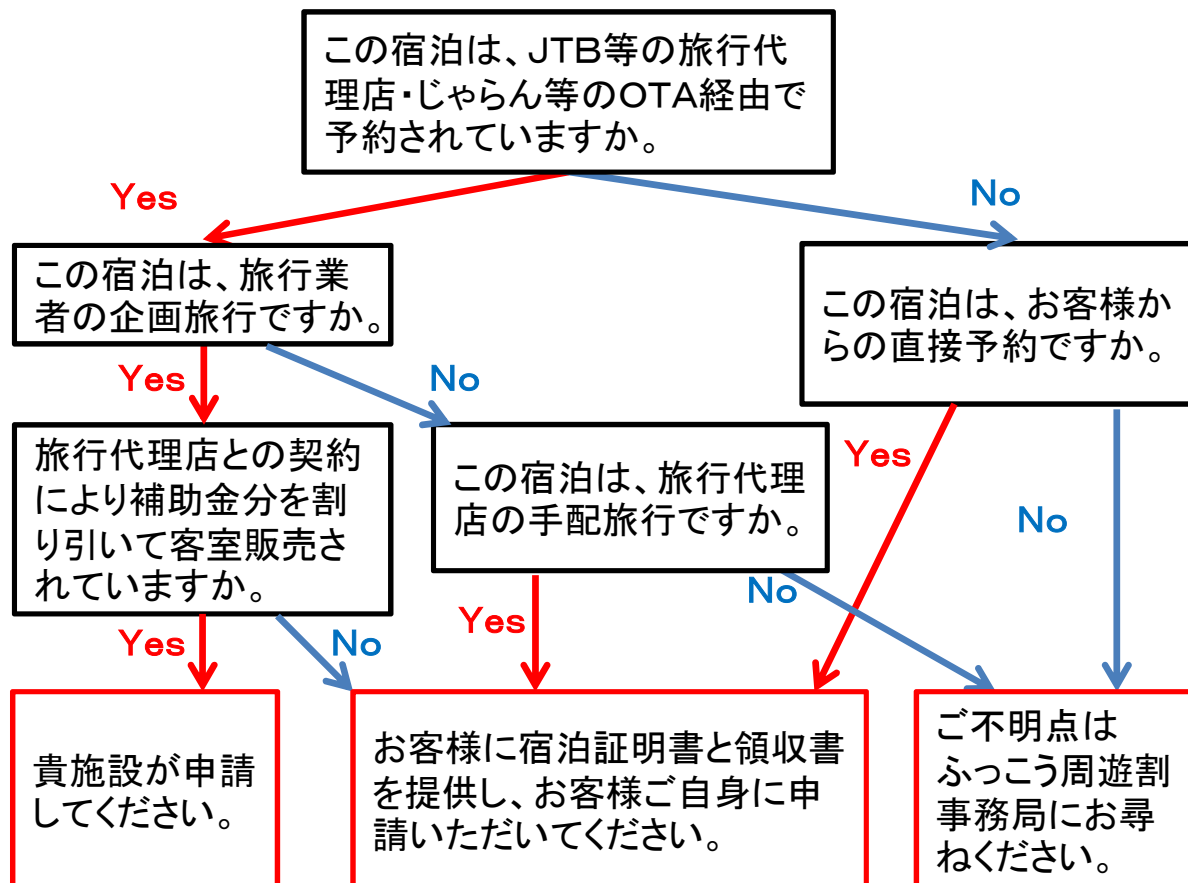 この宿泊は、JTB等の旅行代
理店・じゃらん等のOTA経由で
予約されていますか。
Yes
No
この宿泊は、旅行業
者の企画旅行ですか。
この宿泊は、お客様か
らの直接予約ですか。
Yes
No
旅行代理店との契約
により補助金分を割
り引いて客室販売さ
れていますか。
この宿泊は、旅行代理
店の手配旅行ですか。
Yes
No
Yes
No
Yes
No
貴施設が申請
してください。
お客様に宿泊証明書と領収書
を提供し、お客様ご自身に申
請いただいてください。
ご不明点は
ふっこう周遊割
事務局にお尋
ねください。